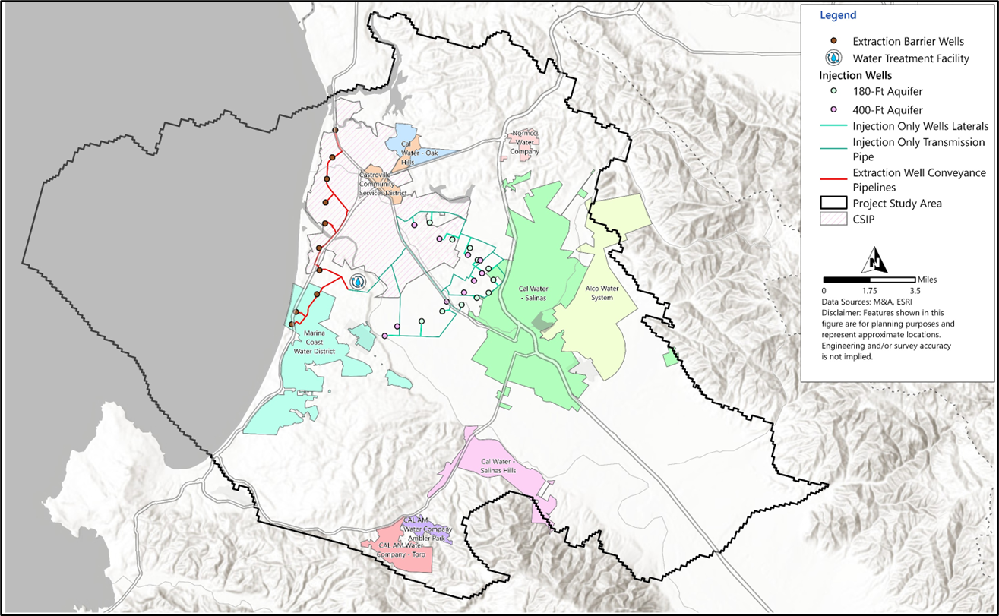 Legend
Extraction Barrier Wells
Water Treatment Facility
Injection Wells
180-Ft Aquifer
400-Ft Aquifer
Injection Only Wells Laterals
Injection Only Transmission
Pipe
Extraction Well Conveyance
Pipelines
Project Study Area
CSIP
N
Miles
0 1.75 3.5
Data Sources: M&A, ESRI
Disclaimer: Features shown in this
figure are for planning purposes and
represent approximate locations.
Engineering and/or survey accuracy
is not implied.
Normco
Water
Company
Cal
Water - Oak
Hills
Castroville
Community
Services District
Cal Water
- Salinas
Alco Water
System
Marina
Coast
Water District
Cal Water -
Salinas Hills
CAL AM
Water Company
- Ambler Park
CAL AM Water
Company - Toro